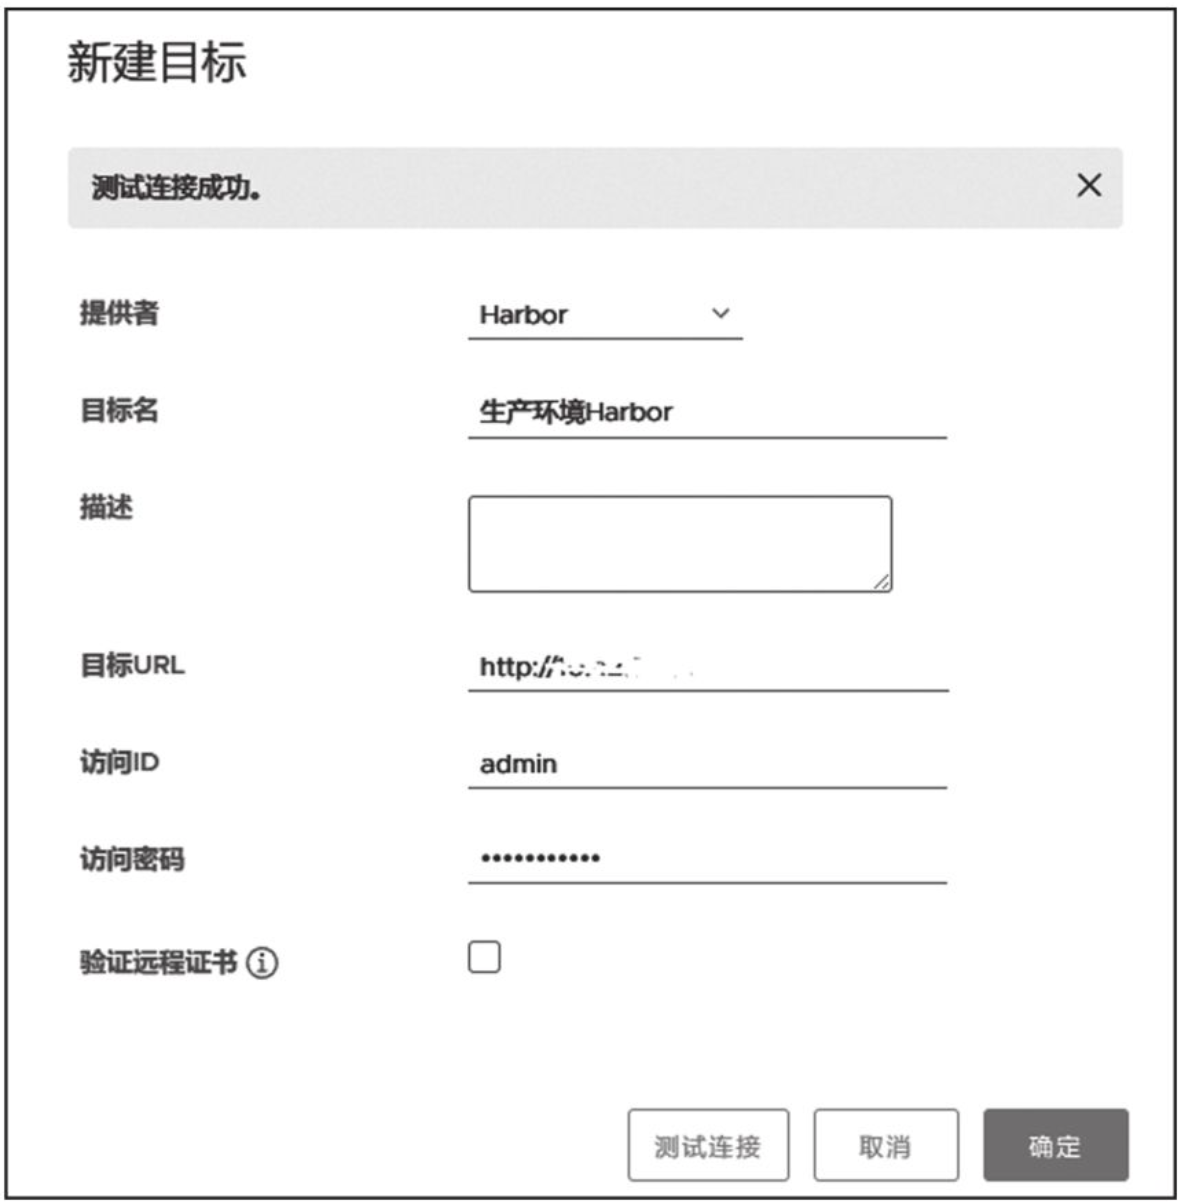 新建目标
测试连接成功。
提供者 Harbor
目标名 生产环境Harbor
描述
目标URL http://
访问ID admin
访问密码 •••••••••••
验证远程证书
测试连接 取消 确定